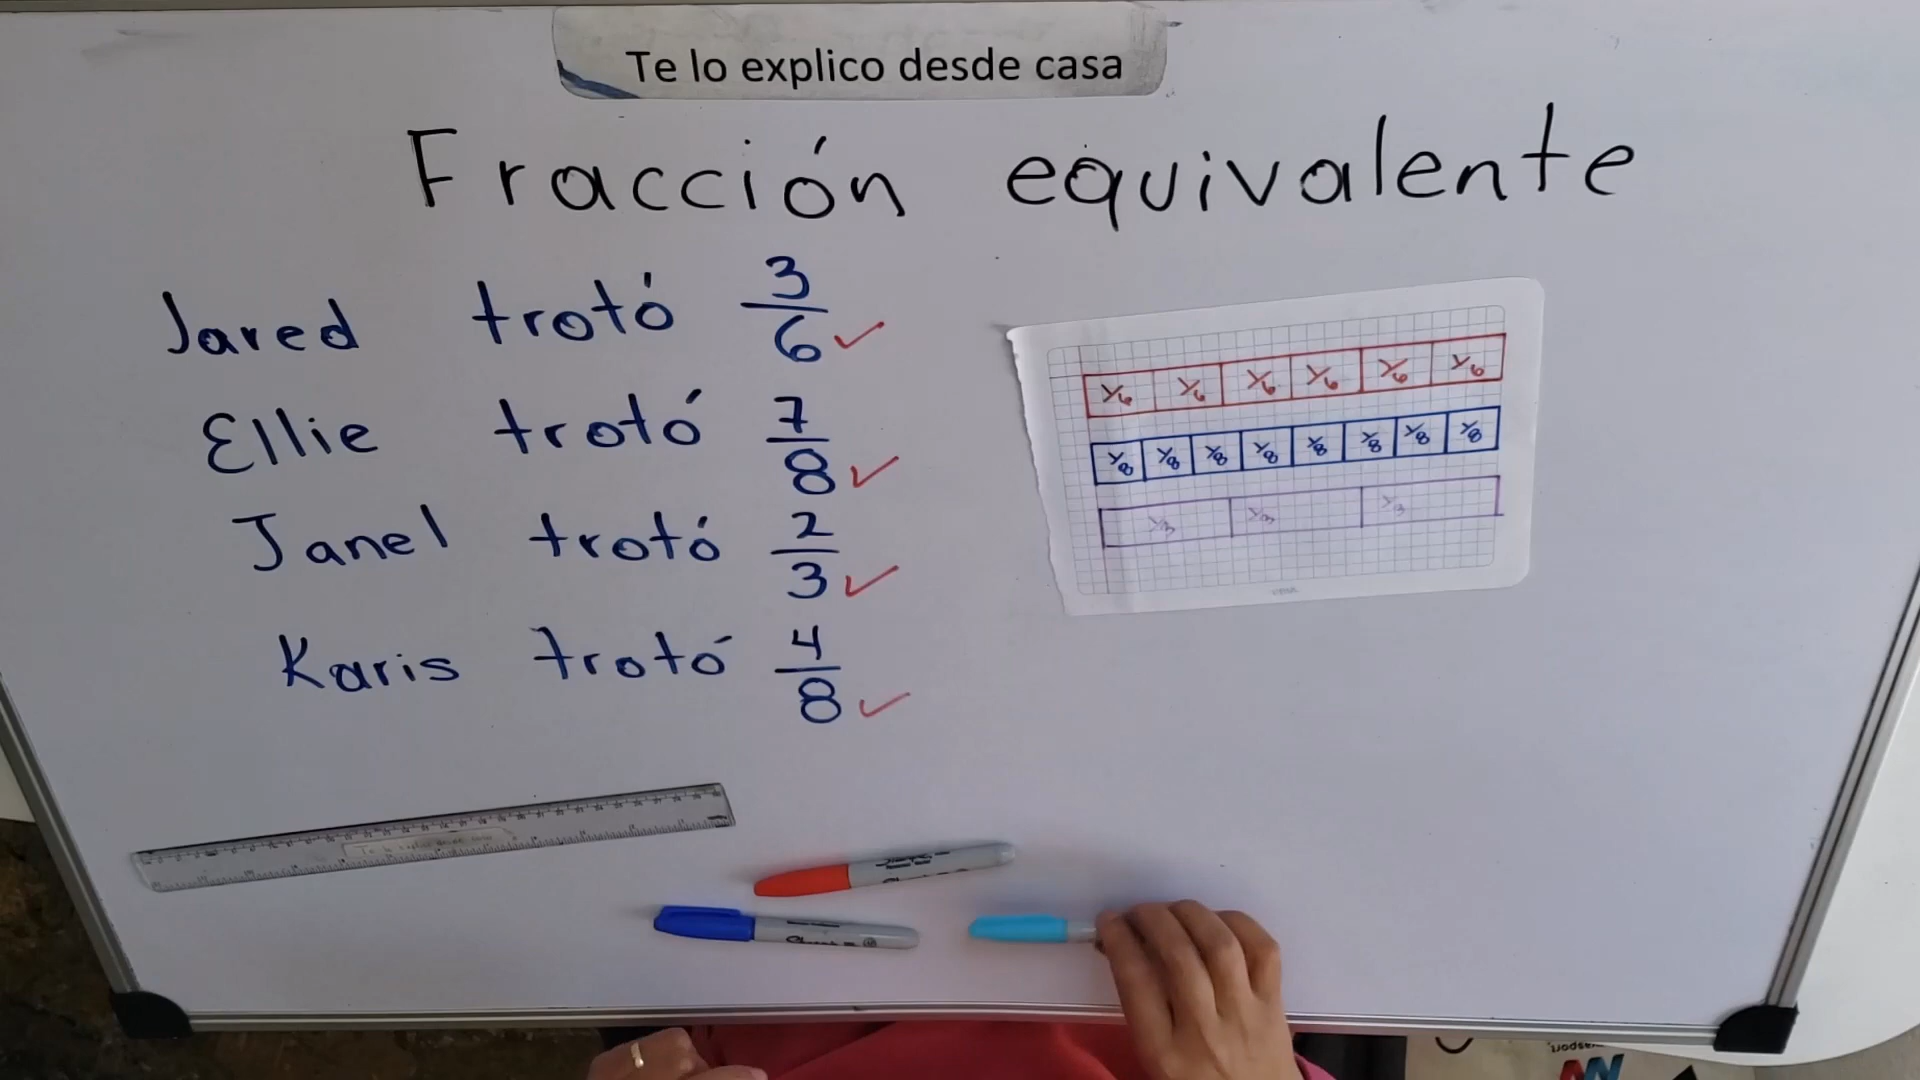 Te lo explico desde casa
Fracción equivalente
Jared trotó 3/6 ✓
Ellie trotó 7/8 ✓
Janel trotó 2/3 ✓
Karis trotó 4/8 ✓
1/6 1/6 1/6 1/6 1/6 1/6
1/8 1/8 1/8 1/8 1/8 1/8 1/8 1/8
1/3 1/3 1/3